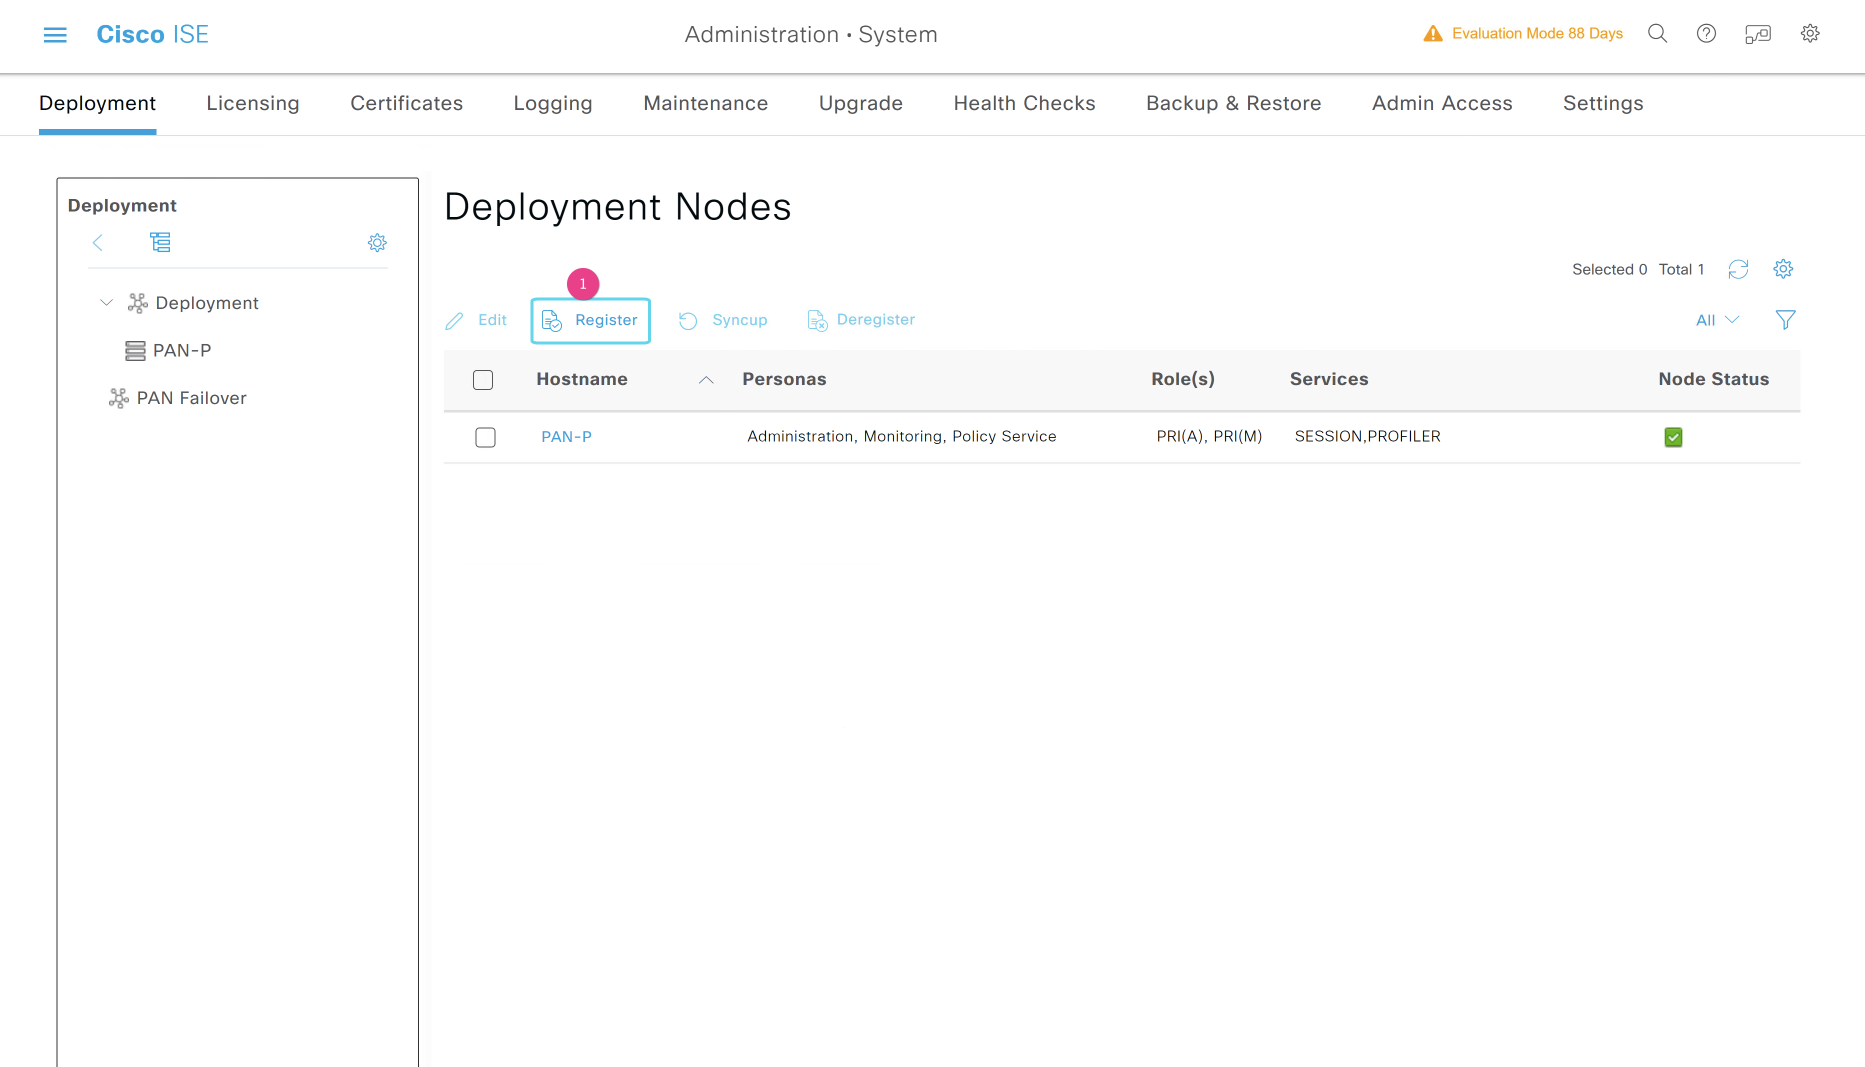 Cisco ISE
Administration • System
Evaluation Mode 88 Days
Deployment Licensing Certificates Logging Maintenance Upgrade Health Checks Backup & Restore Admin Access Settings
Deployment
Deployment
PAN-P
PAN Failover
Deployment Nodes
Selected 0 Total 1
1
Edit Register Syncup Deregister All
Hostname Personas Role(s) Services Node Status
PAN-P Administration, Monitoring, Policy Service PRI(A), PRI(M) SESSION,PROFILER